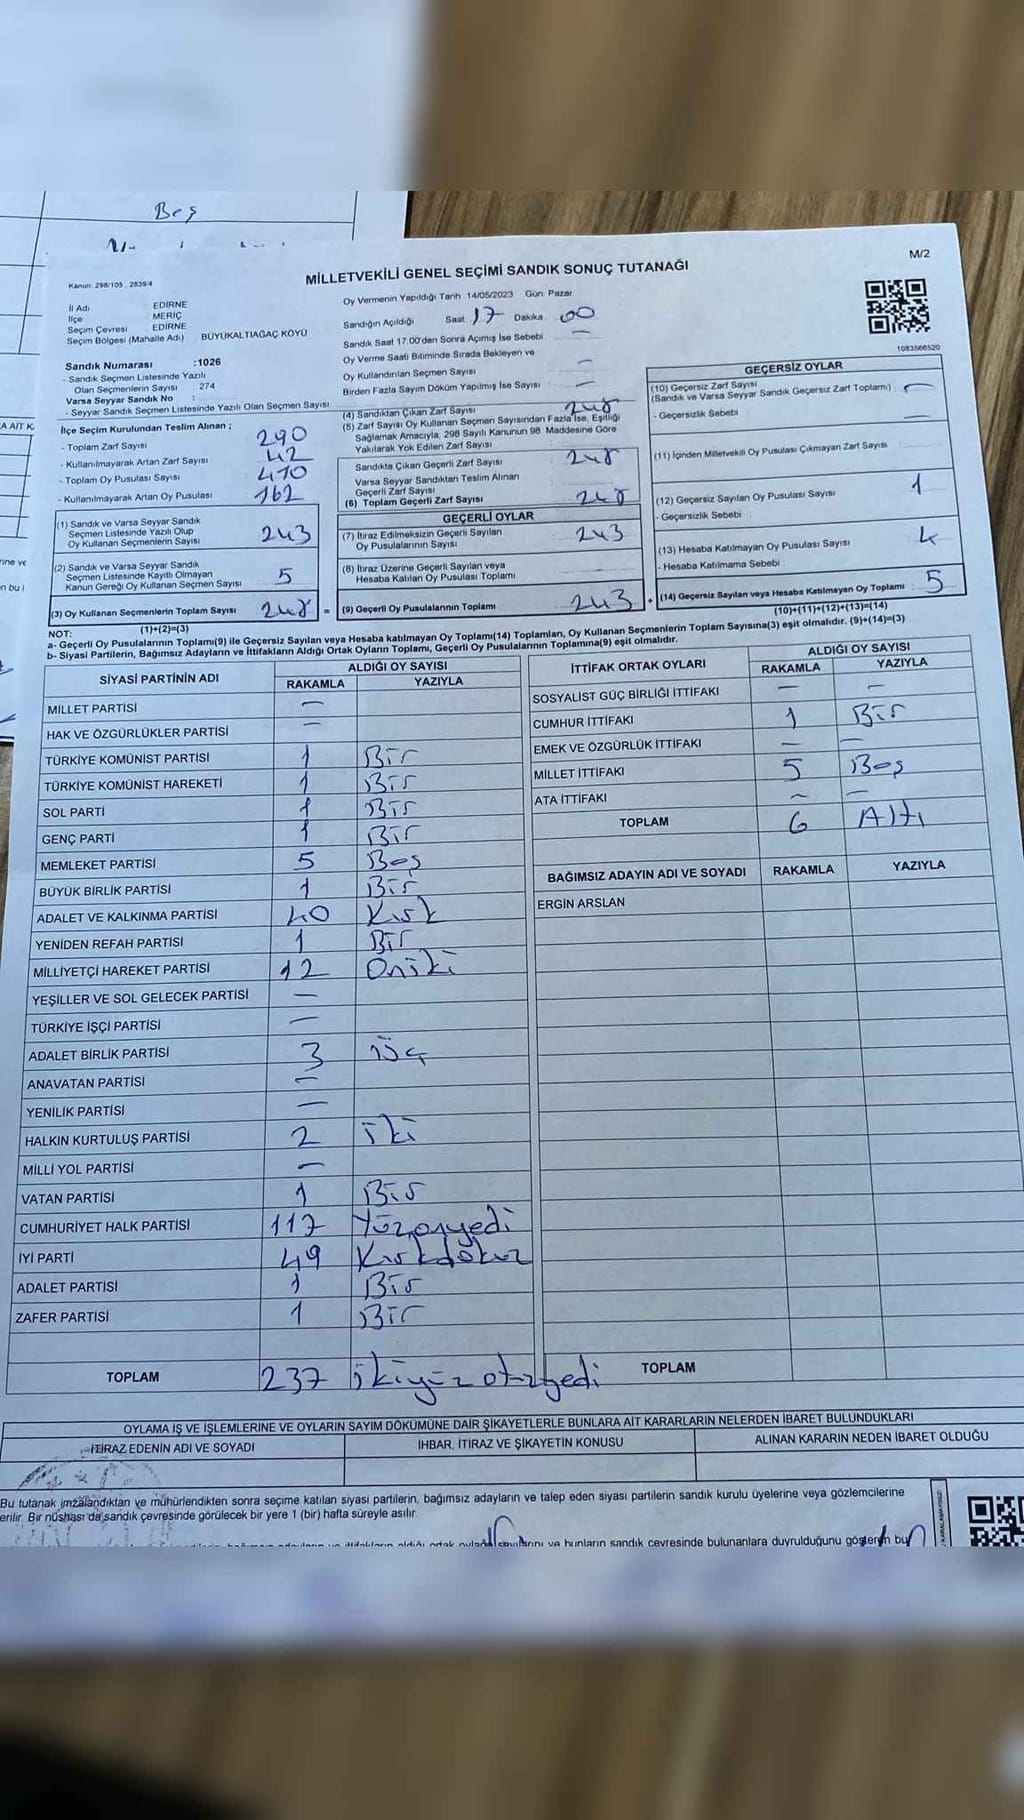 Beş
M/2
MİLLETVEKİLİ GENEL SEÇİMİ SANDIK SONUÇ TUTANAĞI
Kanun: 298/105 , 2839/4
İl Adı EDİRNE
İlçe MERİÇ
Seçim Çevresi EDİRNE
Seçim Bölgesi (Mahalle Adı) BÜYÜKALTIAĞAÇ KÖYÜ
Sandık Numarası :1026
- Sandık Seçmen Listesinde Yazılı
Olan Seçmenlerin Sayısı 274
Varsa Seyyar Sandık No :
- Seyyar Sandık Seçmen Listesinde Yazılı Olan Seçmen Sayısı:
İlçe Seçim Kurulundan Teslim Alınan ;
- Toplam Zarf Sayısı 290
- Kullanılmayarak Artan Zarf Sayısı 42
- Toplam Oy Pusulası Sayısı 410
- Kullanılmayarak Artan Oy Pusulası 162
(1) Sandık ve Varsa Seyyar Sandık
Seçmen Listesinde Yazılı Olup
Oy Kullanan Seçmenlerin Sayısı 243
(2) Sandık ve Varsa Seyyar Sandık
Seçmen Listesinde Kayıtlı Olmayan
Kanun Gereği Oy Kullanan Seçmen Sayısı 5
(3) Oy Kullanan Seçmenlerin Toplam Sayısı 248 =
(1)+(2)=(3)
Oy Vermenin Yapıldığı Tarih 14/05/2023 Gün: Pazar
Sandığın Açıldığı Saat 17 Dakika 00
Sandık Saat 17:00'den Sonra Açımış İse Sebebi —
Oy Verme Saati Bitiminde Sırada Bekleyen ve
Oy Kullandırılan Seçmen Sayısı —
Birden Fazla Sayım Döküm Yapılmış İse Sayısı —
(4) Sandıktan Çıkan Zarf Sayısı 248
(5) Zarf Sayısı Oy Kullanan Seçmen Sayısından Fazla İse, Eşitliği
Sağlamak Amacıyla, 298 Sayılı Kanunun 98. Maddesine Göre
Yakılarak Yok Edilen Zarf Sayısı
Sandıkta Çıkan Geçerli Zarf Sayısı 248
Varsa Seyyar Sandıktan Teslim Alınan
Geçerli Zarf Sayısı
(6) Toplam Geçerli Zarf Sayısı 248
GEÇERLİ OYLAR
(7) İtiraz Edilmeksizin Geçerli Sayılan
Oy Pusulalarının Sayısı 243
(8) İtiraz Üzerine Geçerli Sayılan veya
Hesaba Katılan Oy Pusulası Toplamı
(9) Geçerli Oy Pusulalarının Toplamı 243 +
1083566520
GEÇERSİZ OYLAR
(10) Geçersiz Zarf Sayısı
(Sandık ve Varsa Seyyar Sandık Geçersiz Zarf Toplamı) —
- Geçersizlik Sebebi —
(11) İçinden Milletvekili Oy Pusulası Çıkmayan Zarf Sayısı
(12) Geçersiz Sayılan Oy Pusulası Sayısı 1
- Geçersizlik Sebebi
(13) Hesaba Katılmayan Oy Pusulası Sayısı 4
- Hesaba Katılmama Sebebi
(14) Geçersiz Sayılan veya Hesaba Katılmayan Oy Toplamı 5
(10)+(11)+(12)+(13)=(14)
NOT:
a- Geçerli Oy Pusulalarının Toplamı(9) ile Geçersiz Sayılan veya Hesaba katılmayan Oy Toplamı(14) Toplamları, Oy Kullanan Seçmenlerin Toplam Sayısına(3) eşit olmalıdır. (9)+(14)=(3)
b- Siyasi Partilerin, Bağımsız Adayların ve İttifakların Aldığı Ortak Oyların Toplamı, Geçerli Oy Pusulalarının Toplamına(9) eşit olmalıdır.
SİYASİ PARTİNİN ADI ALDIĞI OY SAYISI
RAKAMLA YAZIYLA
MİLLET PARTİSİ —
HAK VE ÖZGÜRLÜKLER PARTİSİ —
TÜRKİYE KOMÜNİST PARTİSİ 1 Bir
TÜRKİYE KOMÜNİST HAREKETİ 1 Bir
SOL PARTİ 1 Bir
GENÇ PARTİ 1 Bir
MEMLEKET PARTİSİ 5 Beş
BÜYÜK BİRLİK PARTİSİ 1 Bir
ADALET VE KALKINMA PARTİSİ 40 Kırk
YENİDEN REFAH PARTİSİ 1 Bir
MİLLİYETÇİ HAREKET PARTİSİ 12 Oniki
YEŞİLLER VE SOL GELECEK PARTİSİ —
TÜRKİYE İŞÇİ PARTİSİ —
ADALET BİRLİK PARTİSİ 3 üç
ANAVATAN PARTİSİ —
YENİLİK PARTİSİ —
HALKIN KURTULUŞ PARTİSİ 2 iki
MİLLİ YOL PARTİSİ —
VATAN PARTİSİ 1 Bir
CUMHURİYET HALK PARTİSİ 117 Yüzonyedi
İYİ PARTİ 49 Kırkdokuz
ADALET PARTİSİ 1 Bir
ZAFER PARTİSİ 1 Bir
TOPLAM 237 ikiyüzotuzyedi
İTTİFAK ORTAK OYLARI ALDIĞI OY SAYISI
RAKAMLA YAZIYLA
SOSYALİST GÜÇ BİRLİĞİ İTTİFAKI — —
CUMHUR İTTİFAKI 1 Bir
EMEK VE ÖZGÜRLÜK İTTİFAKI — —
MİLLET İTTİFAKI 5 Beş
ATA İTTİFAKI — —
TOPLAM 6 Altı
BAĞIMSIZ ADAYIN ADI VE SOYADI RAKAMLA YAZIYLA
ERGİN ARSLAN
TOPLAM
OYLAMA İŞ VE İŞLEMLERİNE VE OYLARIN SAYIM DÖKÜMÜNE DAİR ŞİKAYETLERLE BUNLARA AİT KARARLARIN NELERDEN İBARET BULUNDUKLARI
İTİRAZ EDENİN ADI VE SOYADI İHBAR, İTİRAZ VE ŞİKAYETİN KONUSU ALINAN KARARIN NEDEN İBARET OLDUĞU
Bu tutanak imzalandıktan ve mühürlendikten sonra seçime katılan siyasi partilerin, bağımsız adayların ve talep eden siyasi partilerin sandık kurulu üyelerine veya gözlemcilerine
erilir. Bir nüshası da sandık çevresinde görülecek bir yere 1 (bir) hafta süreyle asılır.
ittifakların aldığı ortak oyların sayılarını ve bunların sandık çevresinde bulunanlara duyrulduğunu gösteren bu